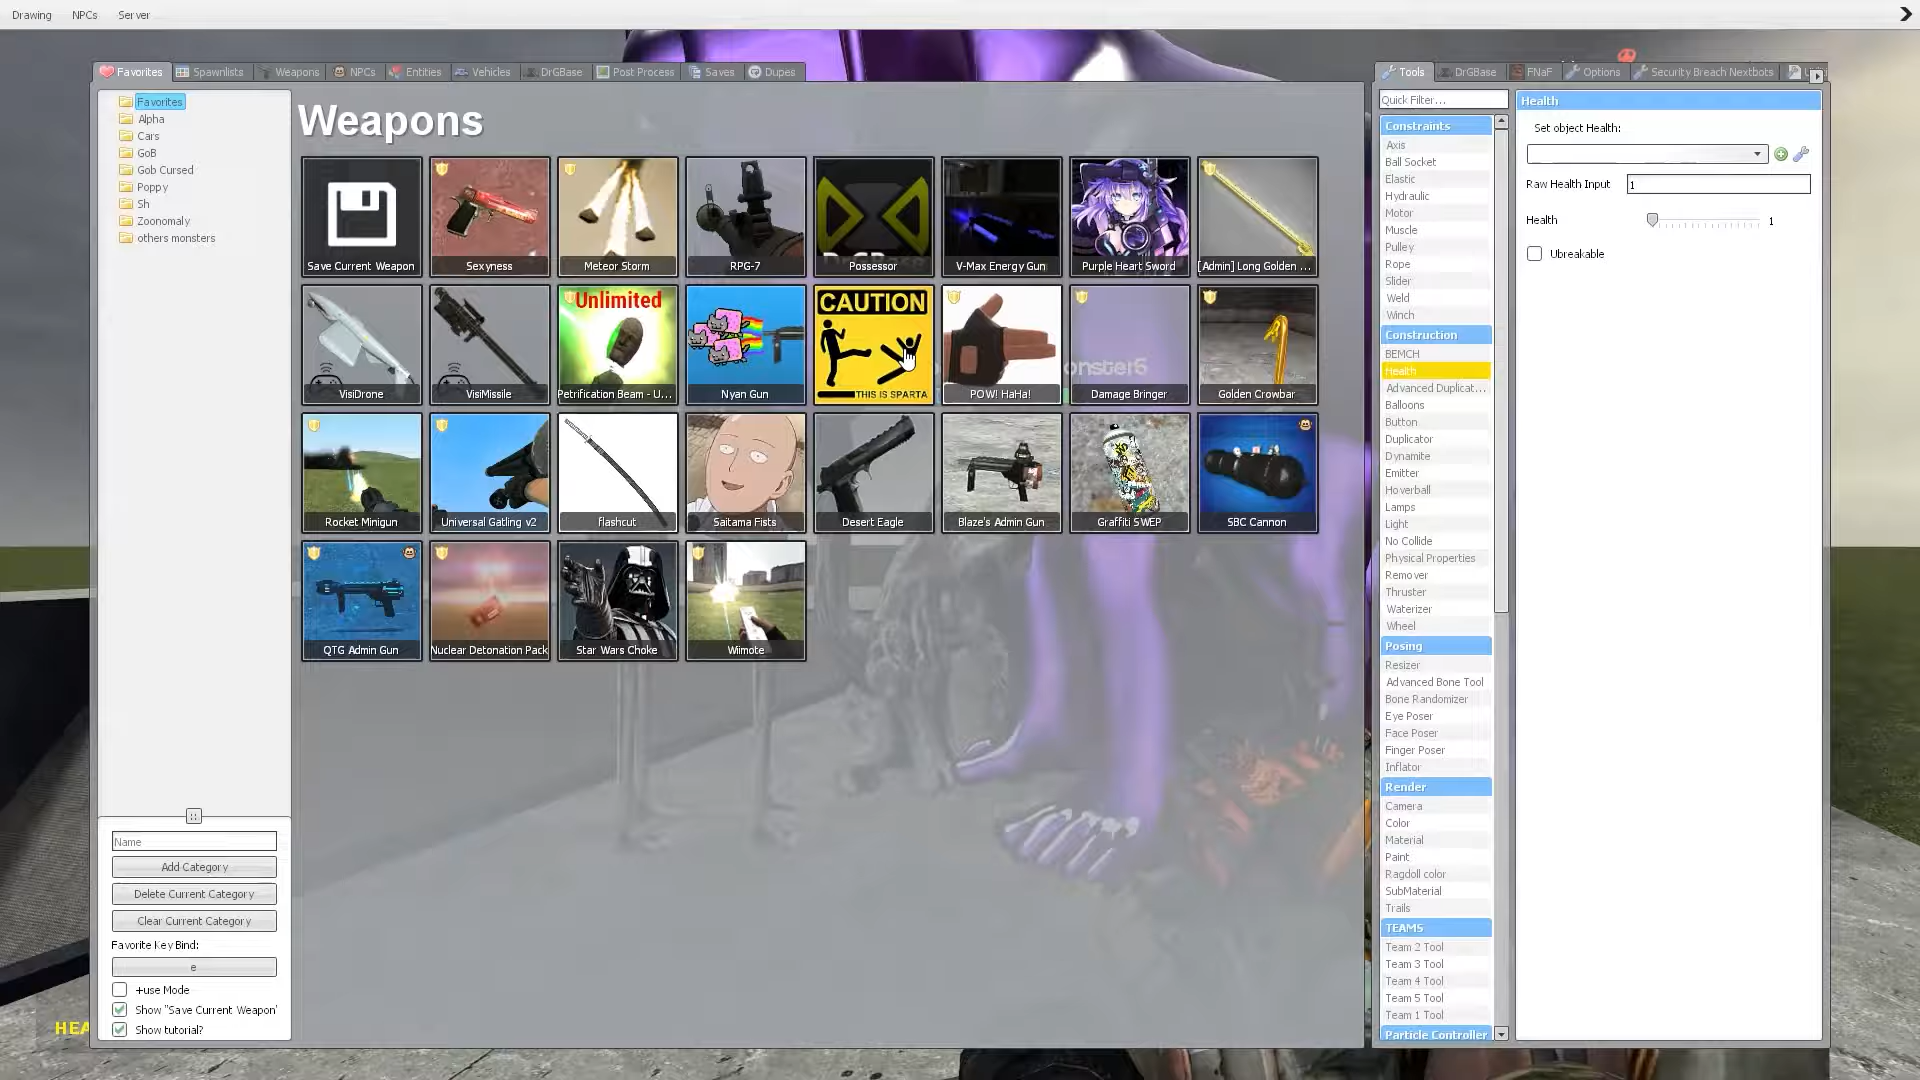 Drawing NPCs Server
Favorites Spawnlists Weapons NPCs Entities Vehicles DrGBase Post Process Saves Dupes
Tools DrGBase FNaF Options Security Breach Nextbots
Favorites
Alpha
Cars
GoB
Gob Cursed
Poppy
Sh
Zoonomaly
others monsters
Name
Add Category
Delete Current Category
Clear Current Category
Favorite Key Bind:
e
+use Mode
Show "Save Current Weapon"
Show tutorial?
HEA
Weapons
Save Current Weapon
Sexyness
Meteor Storm
RPG-7
Possessor
V-Max Energy Gun
Purple Heart Sword
[Admin] Long Golden ...
VisiDrone
VisiMissile
Unlimited
Petrification Beam - U...
Nyan Gun
CAUTION
THIS IS SPARTA
POW! HaHa!
onster6
Damage Bringer
Golden Crowbar
Rocket Minigun
Universal Gatling v2
flashcut
Saitama Fists
Desert Eagle
Blaze's Admin Gun
Graffiti SWEP
SBC Cannon
QTG Admin Gun
Nuclear Detonation Pack
Star Wars Choke
Wiimote
Quick Filter...
Constraints
Axis
Ball Socket
Elastic
Hydraulic
Motor
Muscle
Pulley
Rope
Slider
Weld
Winch
Construction
BEMCH
Health
Advanced Duplicat...
Balloons
Button
Duplicator
Dynamite
Emitter
Hoverball
Lamps
Light
No Collide
Physical Properties
Remover
Thruster
Waterizer
Wheel
Posing
Resizer
Advanced Bone Tool
Bone Randomizer
Eye Poser
Face Poser
Finger Poser
Inflator
Render
Camera
Color
Material
Paint
Ragdoll color
SubMaterial
Trails
TEAMS
Team 2 Tool
Team 3 Tool
Team 4 Tool
Team 5 Tool
Team 1 Tool
Particle Controller
Health
Set object Health:
Raw Health Input 1
Health 1
Ubreakable